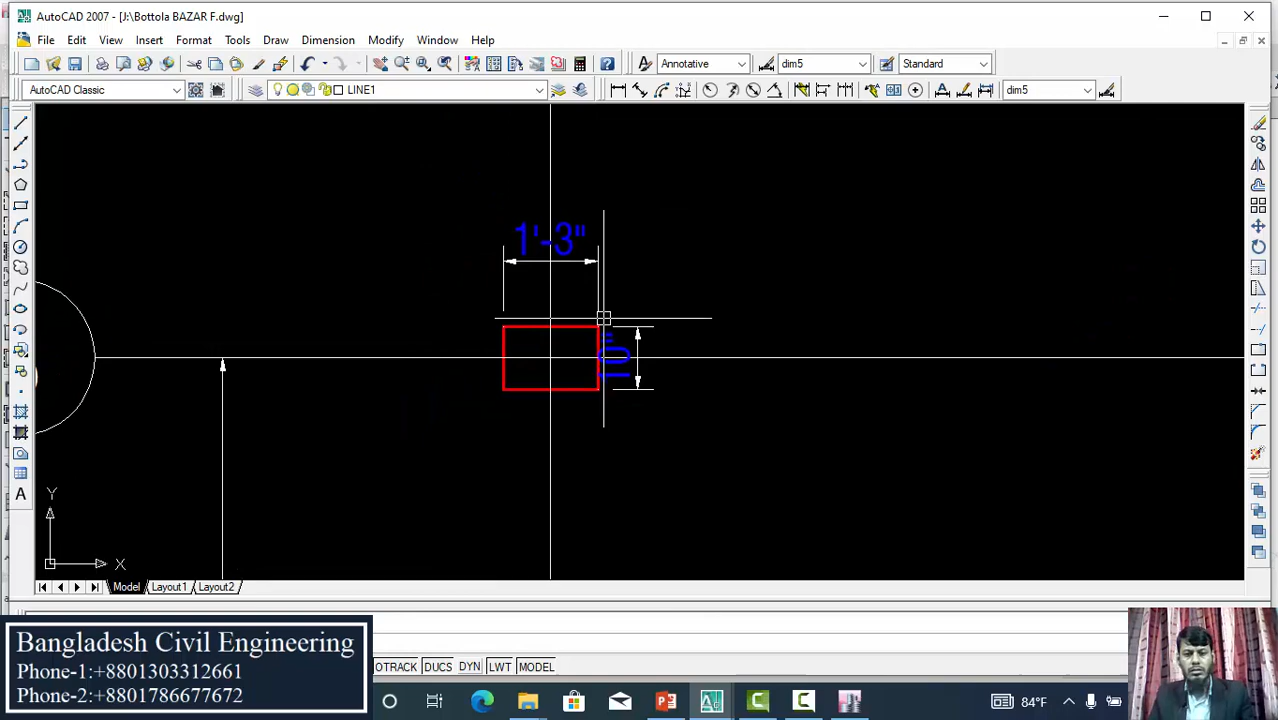 AutoCAD 2007 - [J:\Bottola BAZAR F.dwg]
File Edit View Insert Format Tools Draw Dimension Modify Window Help
Annotative dim5 Standard
AutoCAD Classic LINE1 dim5
1'-3"
10"
Y
X
Model Layout1 Layout2
Bangladesh Civil Engineering
Phone-1:+8801303312661
Phone-2:+8801786677672
OTRACK DUCS DYN LWT MODEL
84°F